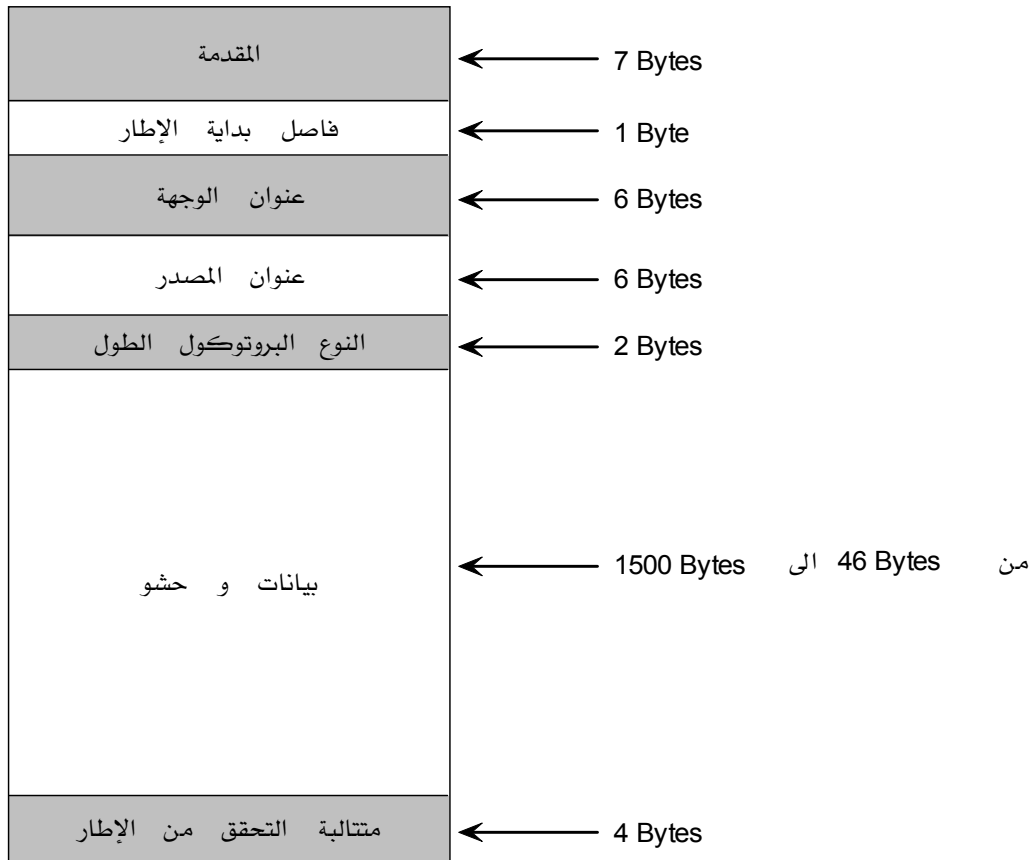 المقدمة
7 Bytes
فاصل بداية الإطار
1 Byte
عنوان الوجهة
6 Bytes
عنوان المصدر
6 Bytes
النوع البروتوكول الطول
2 Bytes
بيانات و حشو
من 46 Bytes الى 1500 Bytes
متتالبة التحقق من الإطار
4 Bytes